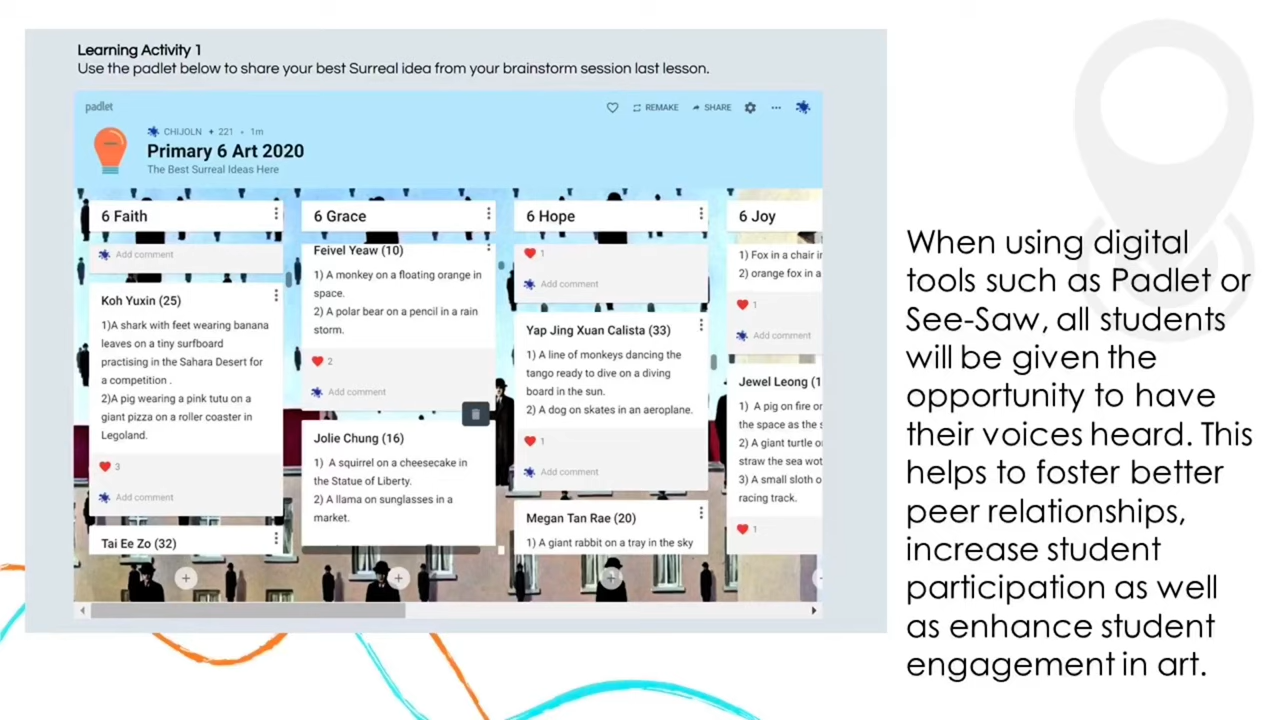 Learning Activity 1
Use the padlet below to share your best Surreal idea from your brainstorm session last lesson.
padlet
REMAKE
SHARE
CHIJOLN + 221 • 1m
Primary 6 Art 2020
The Best Surreal Ideas Here
6 Faith
Add comment
Koh Yuxin (25)
1)A shark with feet wearing banana
leaves on a tiny surfboard
practising in the Sahara Desert for
a competition .
2)A pig wearing a pink tutu on a
giant pizza on a roller coaster in
Legoland.
3
Add comment
Tai Ee Zo (32)
6 Grace
Feivel Yeaw (10)
1) A monkey on a floating orange in
space.
2) A polar bear on a pencil in a rain
storm.
2
Add comment
Jolie Chung (16)
1) A squirrel on a cheesecake in
the Statue of Liberty.
2) A llama on sunglasses in a
market.
6 Hope
1
Add comment
Yap Jing Xuan Calista (33)
1) A line of monkeys dancing the
tango ready to dive on a diving
board in the sun.
2) A dog on skates in an aeroplane.
1
Add comment
Megan Tan Rae (20)
1) A giant rabbit on a tray in the sky
6 Joy
1) Fox in a chair in
2) orange fox in a
1
Add comment
Jewel Leong (1
1) A pig on fire or
the space as the s
2) A giant turtle o
straw the sea wot
3) A small sloth o
racing track.
1
When using digital
tools such as Padlet or
See-Saw, all students
will be given the
opportunity to have
their voices heard. This
helps to foster better
peer relationships,
increase student
participation as well
as enhance student
engagement in art.